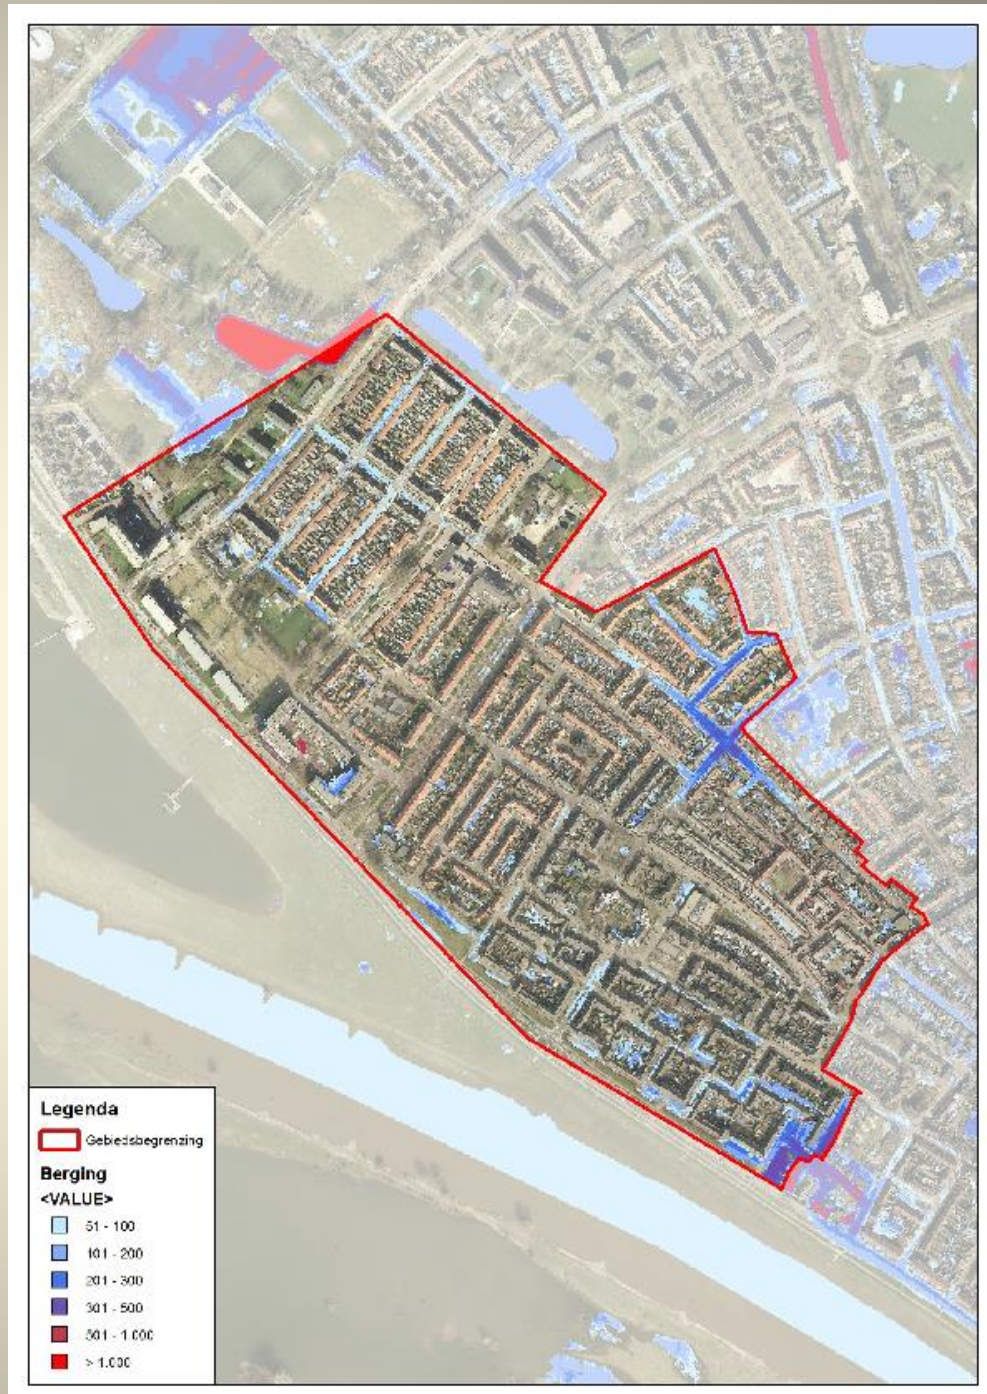 Legenda
Gebiedsbegrenzing
Berging
<VALUE>
51 - 100
101 - 200
201 - 300
301 - 500
501 - 1.000
> 1.000